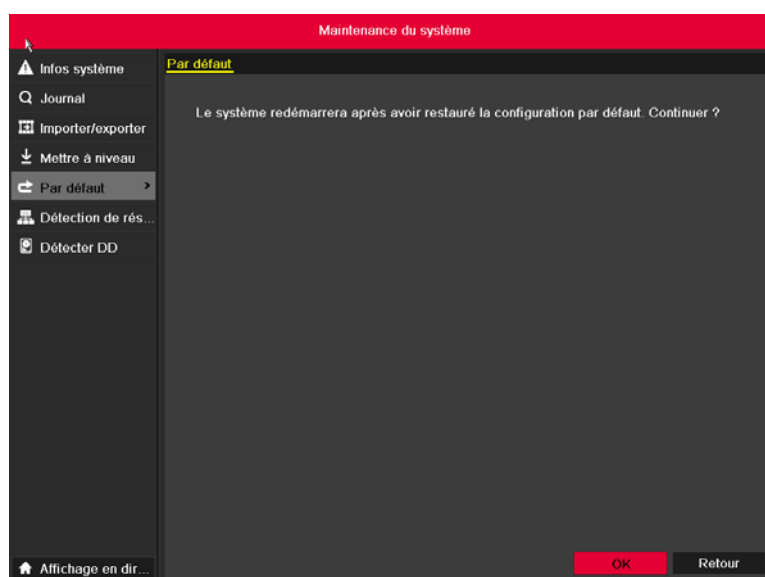 Maintenance du système
Infos système
Journal
Importer/exporter
Mettre à niveau
Par défaut
Détection de rés...
Détecter DD
Affichage en dir...
Par défaut
Le système redémarrera après avoir restauré la configuration par défaut. Continuer ?
OK
Retour